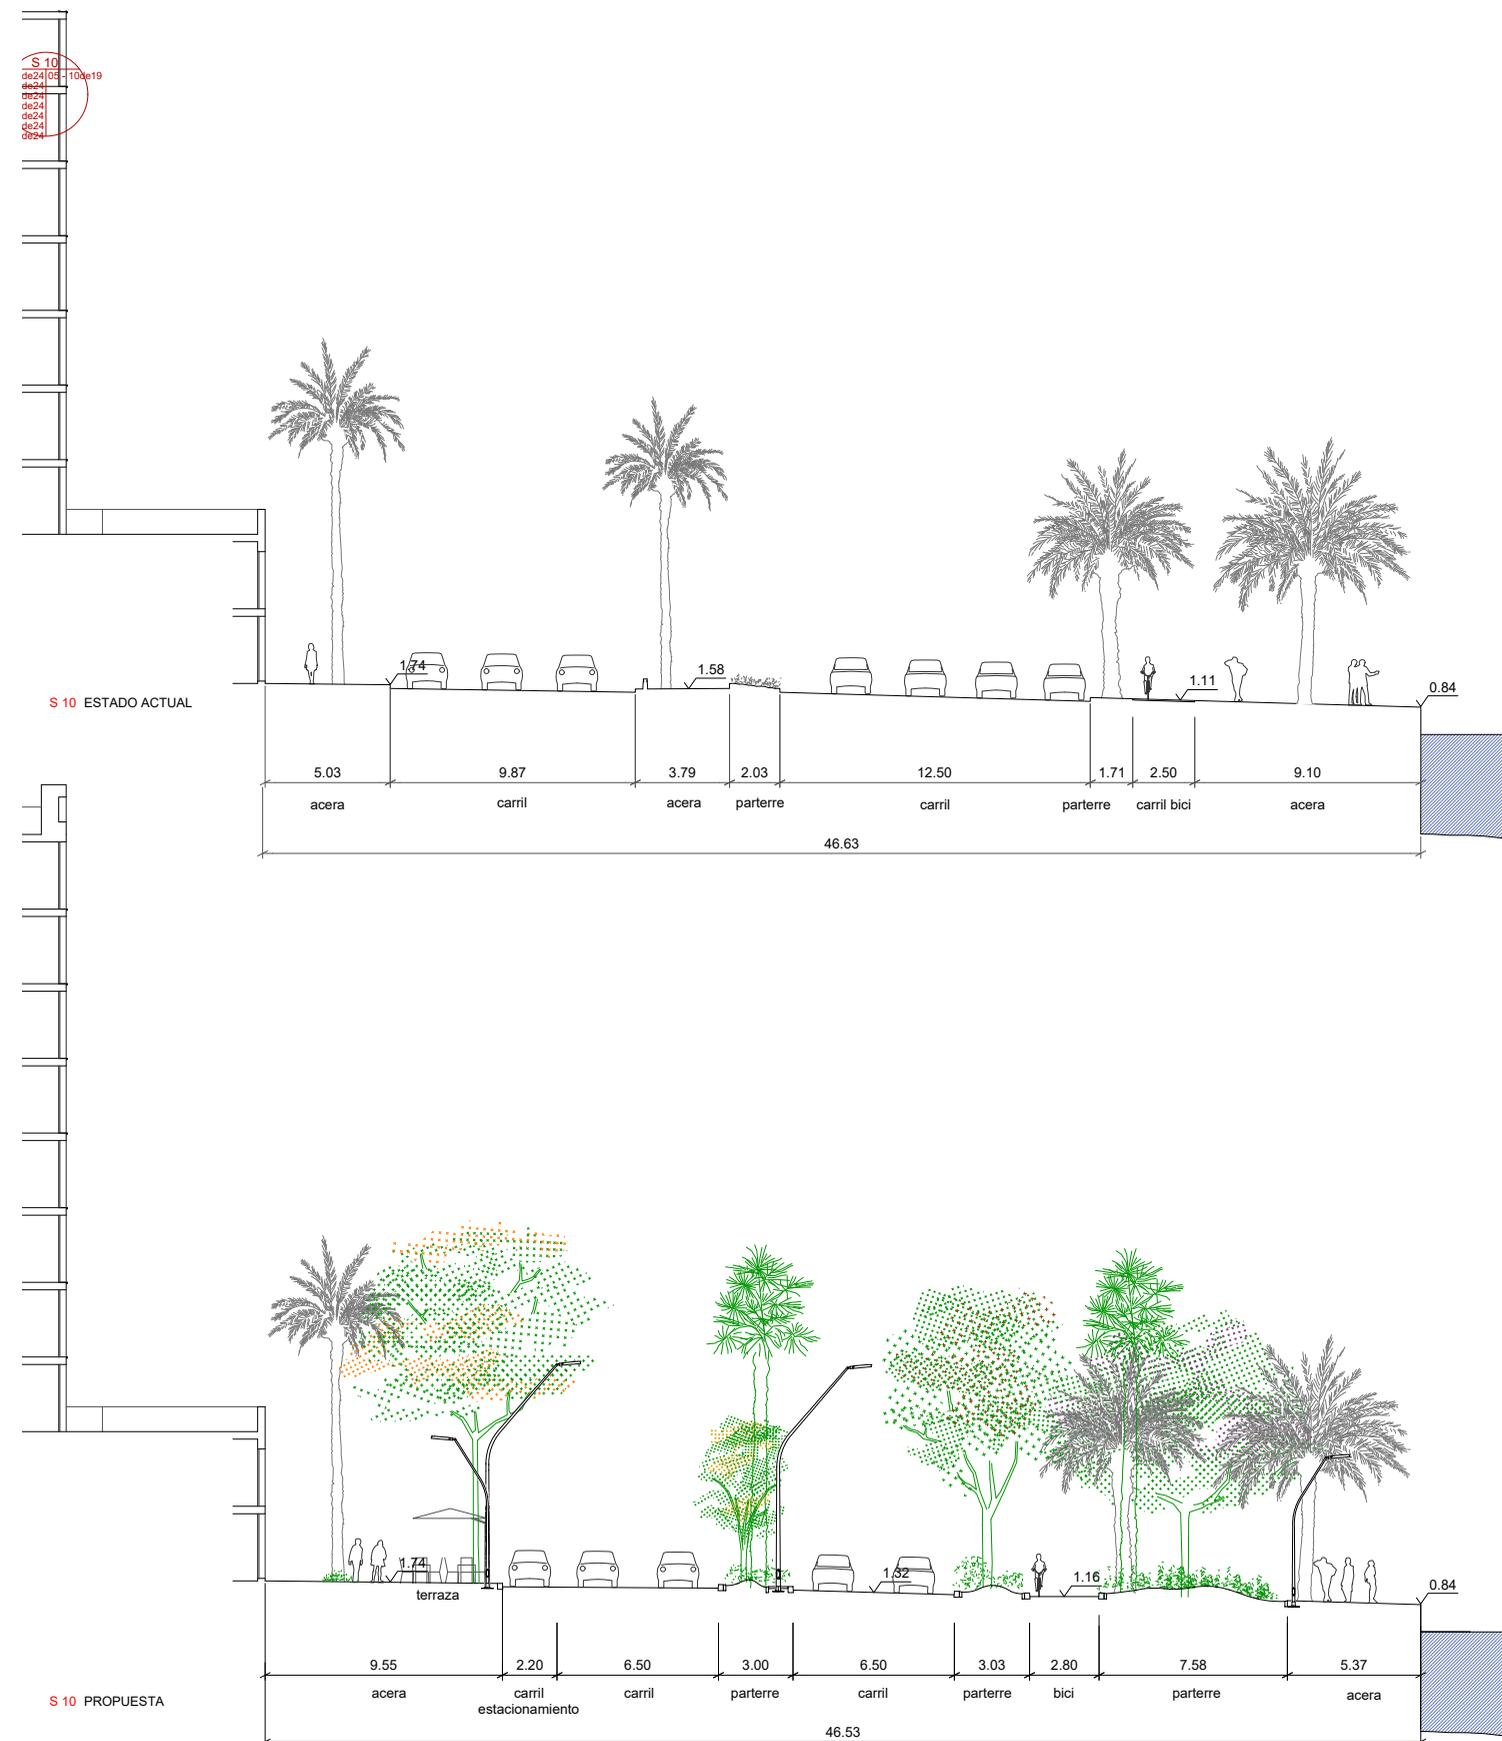 S 10
de24 05 - 10de19
de24
de24
de24
de24
de24
de24
1.74
1.58
1.11
0.84
S 10 ESTADO ACTUAL
5.03 9.87 3.79 2.03 12.50 1.71 2.50 9.10
acera carril acera parterre carril parterre carril bici acera
46.63
1.74
1.32
1.16
0.84
terraza
9.55 2.20 6.50 3.00 6.50 3.03 2.80 7.58 5.37
acera carril carril parterre carril parterre bici parterre acera
estacionamiento
S 10 PROPUESTA
46.53